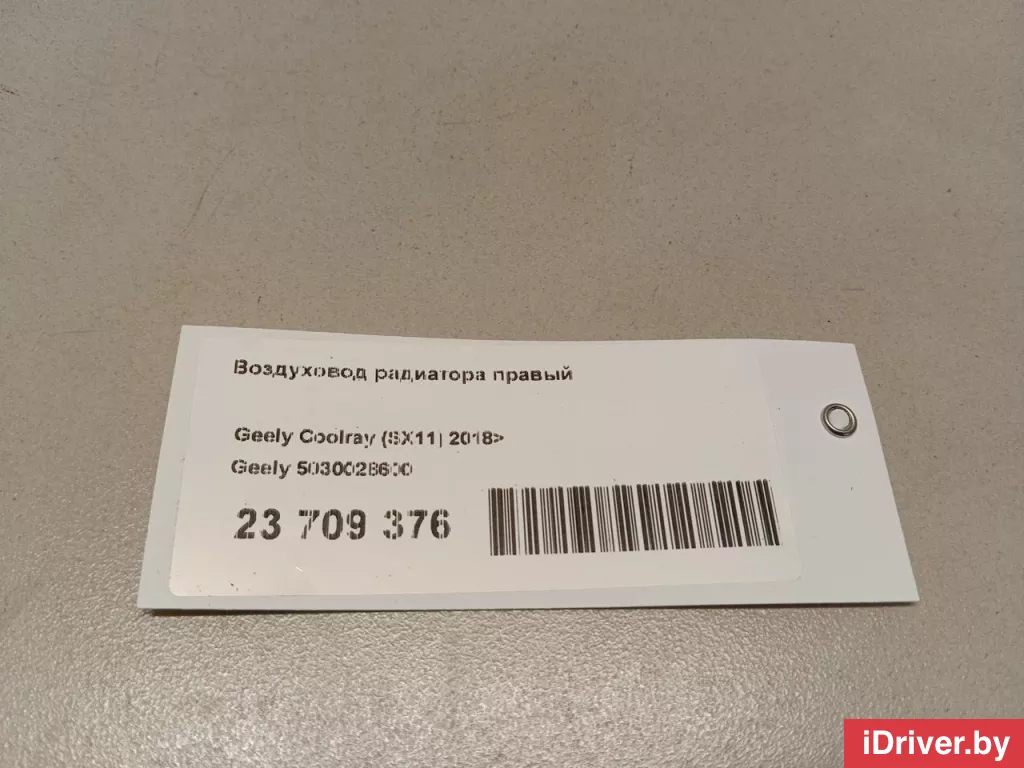 Воздуховод радиатора правый
Geely Coolray (SX11) 2018>
Geely 5030028600
23 709 376
iDriver.by